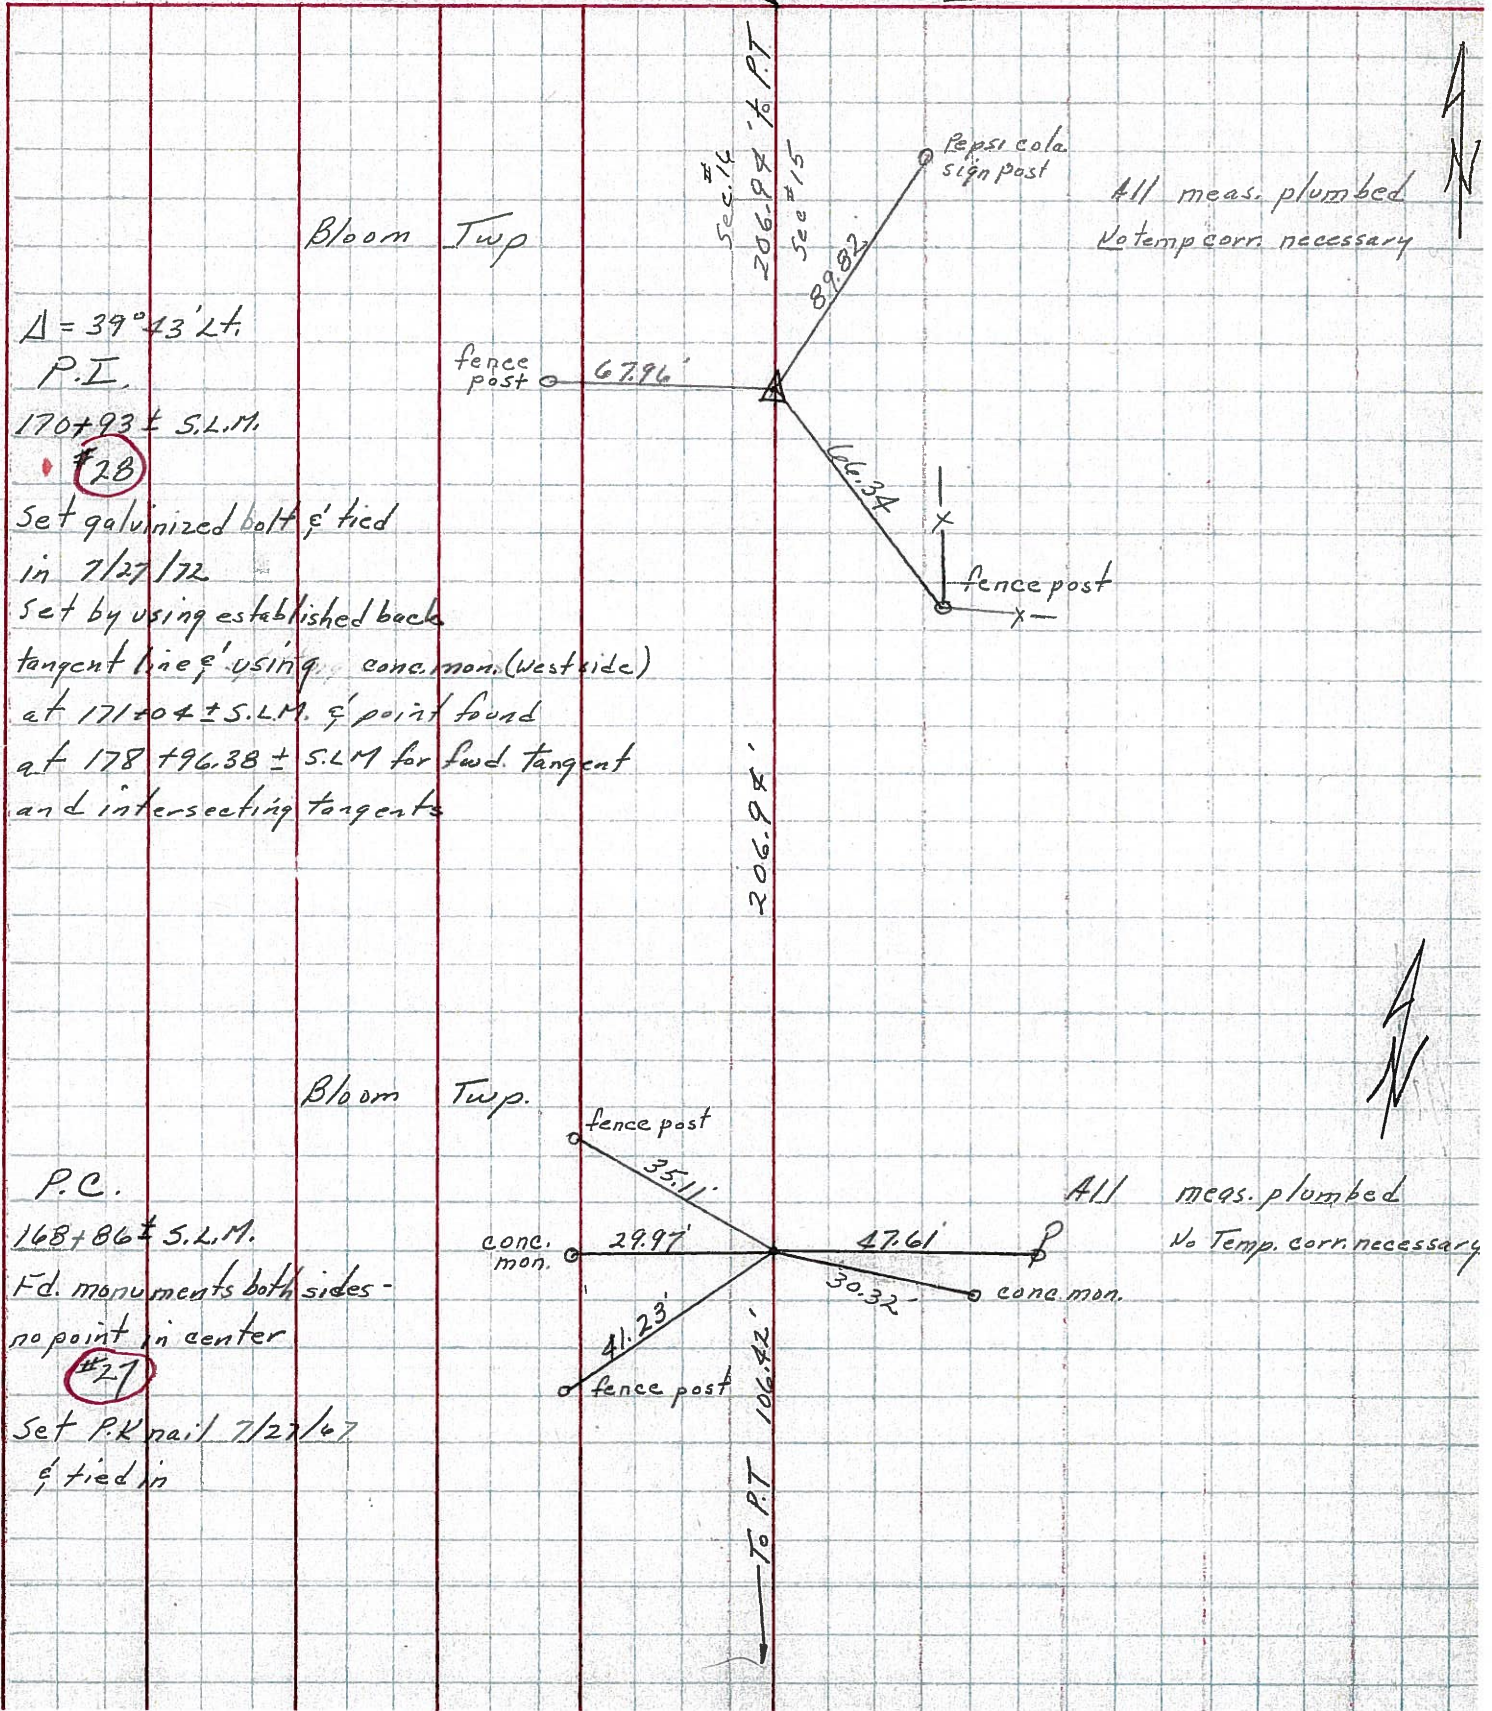 206.94' to P.T
Sec. #16
Sec #15
Pepsi cola
sign post
All meas. plumbed
No temp corr. necessary
N
Bloom Twp
89.82
Δ = 39°43' Lt.
P.I.
170+93 ± S.L.M.
#28
fence
post
67.96'
66.34
Set galvinized bolt & tied
in 7/27/72
fence post
Set by using established back
tangent line & using conc. mon. (west side)
at 171+04 ± S.L.M. & point found
at 178+96.38 ± S.L.M for fwd. tangent
and intersecting tangents
206.94'
N
Bloom Twp.
fence post
35.11'
P.C.
168+86 ± S.L.M.
Fd. monuments both sides -
no point in center
#27
Set P.K nail 7/27/67
& tied in
conc.
mon.
29.97'
47.61'
P
30.32'
conc. mon.
41.23'
fence post
All meas. plumbed
No Temp. corr. necessary
To P.T 106.42'